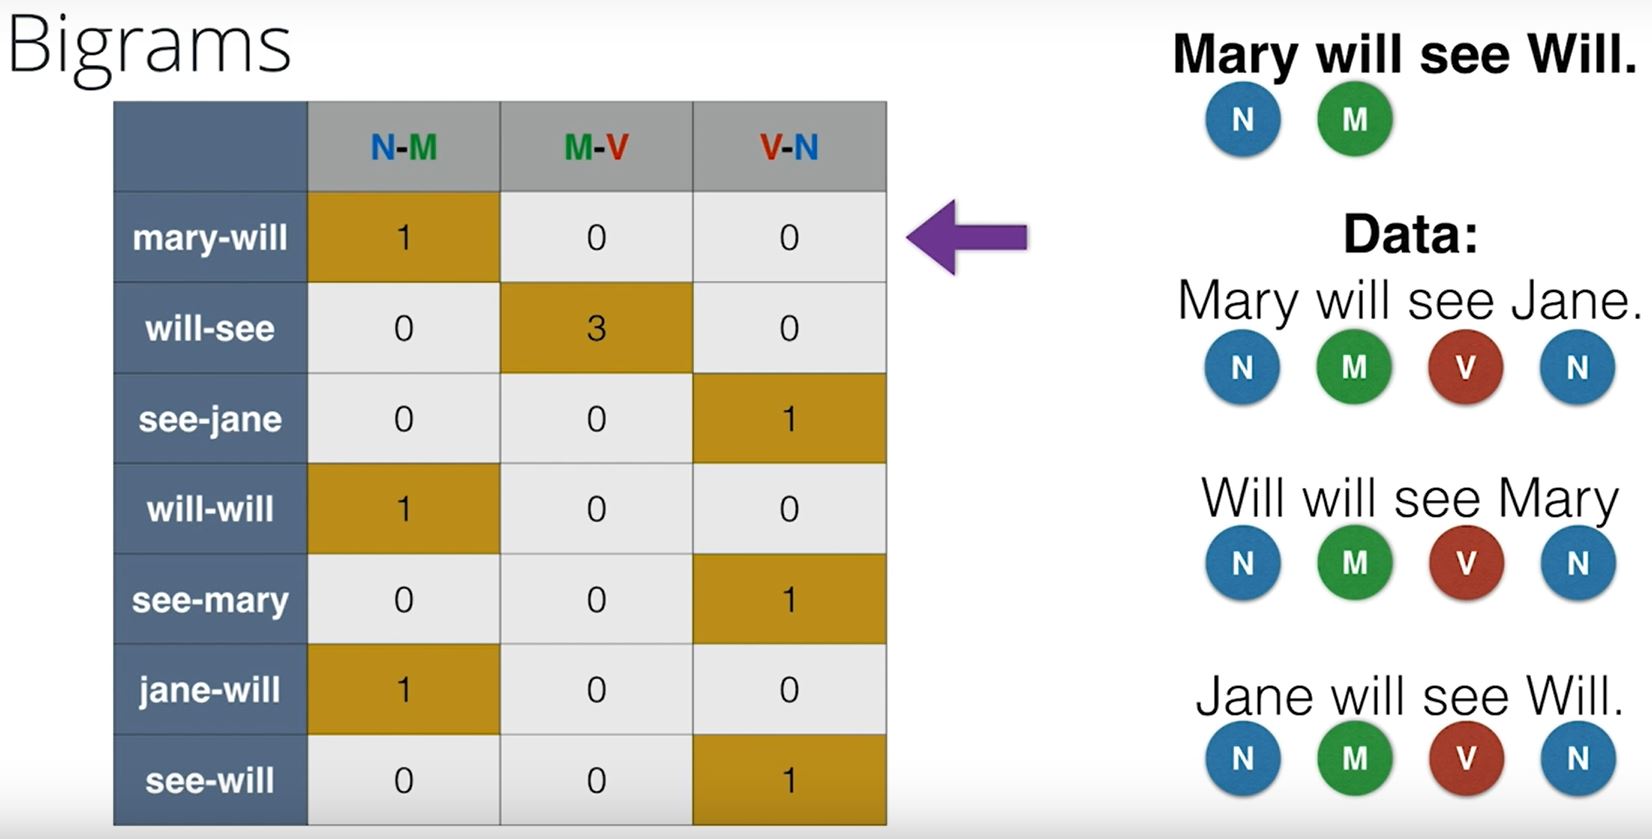 Bigrams
N-M M-V V-N
mary-will 1 0 0
will-see 0 3 0
see-jane 0 0 1
will-will 1 0 0
see-mary 0 0 1
jane-will 1 0 0
see-will 0 0 1
Mary will see Will.
N M
Data:
Mary will see Jane.
N M V N
Will will see Mary
N M V N
Jane will see Will.
N M V N